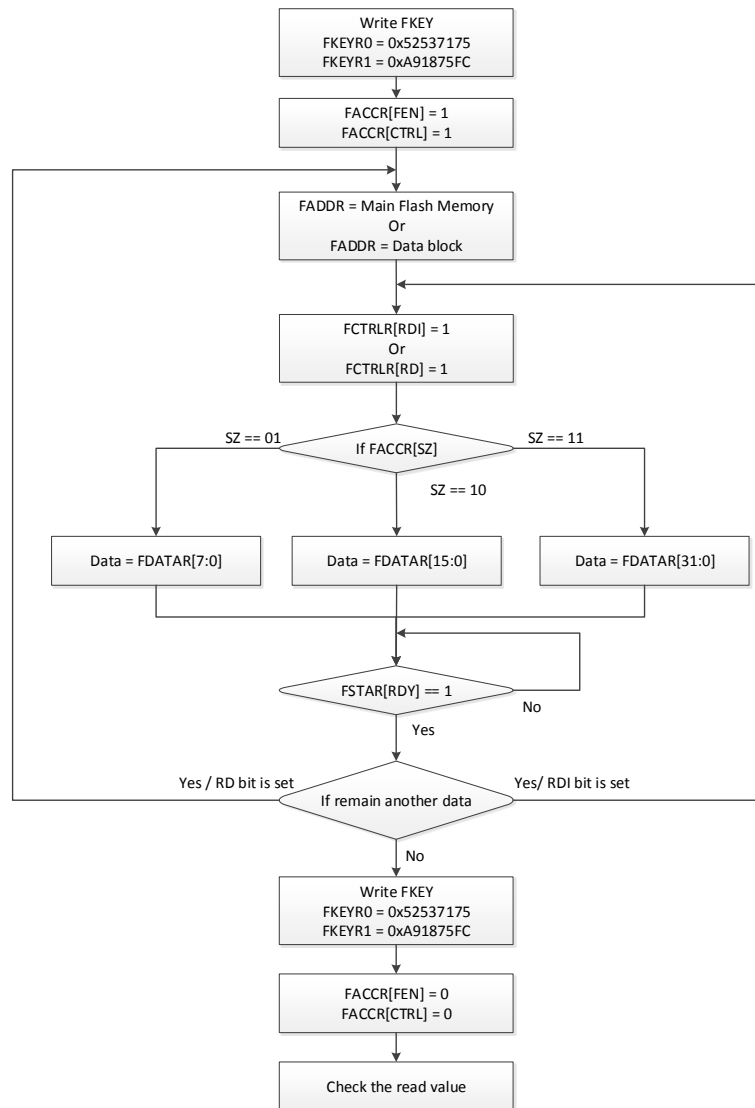 Write FKEY
FKEYR0 = 0x52537175
FKEYR1 = 0xA91875FC
FACCR[FEN] = 1
FACCR[CTRL] = 1
FADDR = Main Flash Memory
Or
FADDR = Data block
FCTRLR[RDI] = 1
Or
FCTRLR[RD] = 1
SZ == 01
If FACCR[SZ]
SZ == 11
SZ == 10
Data = FDATAR[7:0]
Data = FDATAR[15:0]
Data = FDATAR[31:0]
FSTAR[RDY] == 1
No
Yes
Yes / RD bit is set
If remain another data
Yes/ RDI bit is set
No
Write FKEY
FKEYR0 = 0x52537175
FKEYR1 = 0xA91875FC
FACCR[FEN] = 0
FACCR[CTRL] = 0
Check the read value